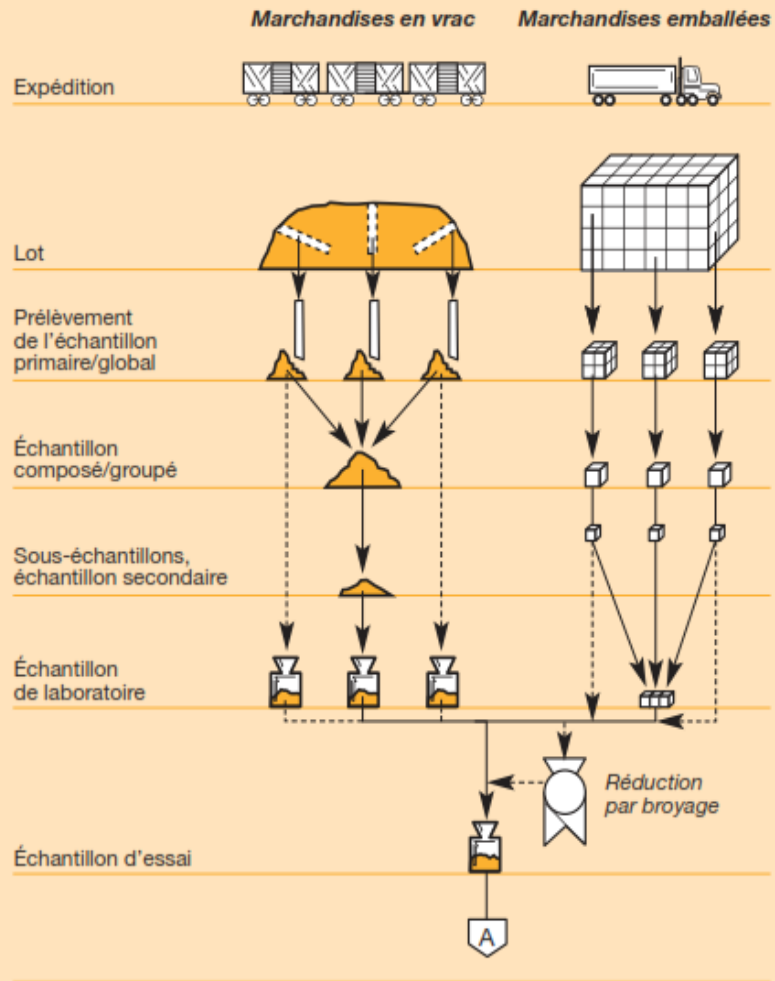 Marchandises en vrac
Marchandises emballées
Expédition
Lot
Prélèvement
de l'échantillon
primaire/global
Échantillon
composé/groupé
Sous-échantillons,
échantillon secondaire
Échantillon
de laboratoire
Réduction
par broyage
Échantillon d'essai
A